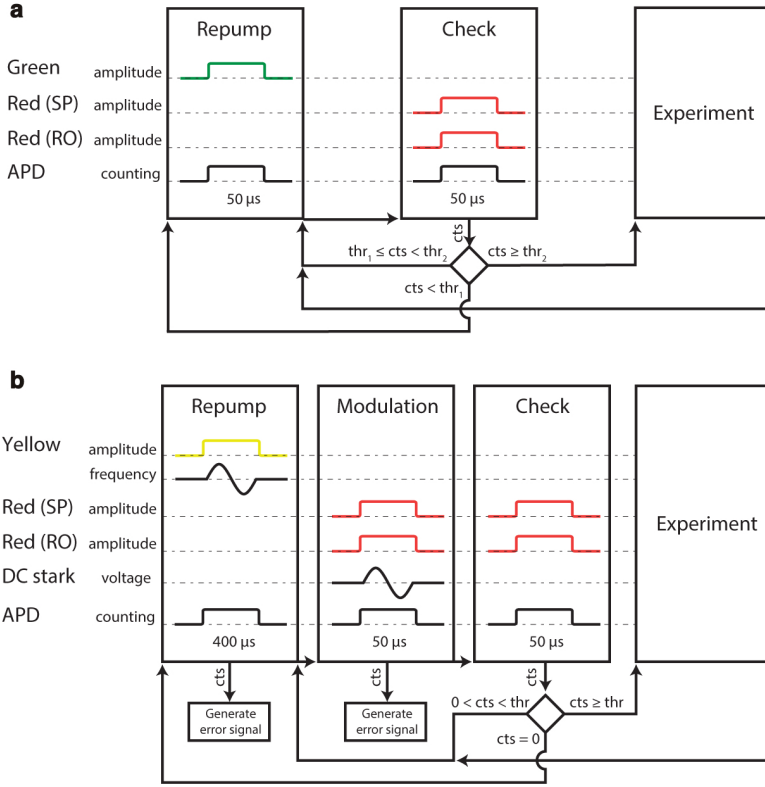 a
Repump
Check
Experiment
Green amplitude
Red (SP) amplitude
Red (RO) amplitude
APD counting
50 μs
50 μs
cts
thr₁ ≤ cts < thr₂
cts ≥ thr₂
cts < thr₁
b
Repump
Modulation
Check
Experiment
Yellow amplitude
frequency
Red (SP) amplitude
Red (RO) amplitude
DC stark voltage
APD counting
400 μs
50 μs
50 μs
cts
cts
cts
Generate
error signal
Generate
error signal
0 < cts < thr
cts ≥ thr
cts = 0